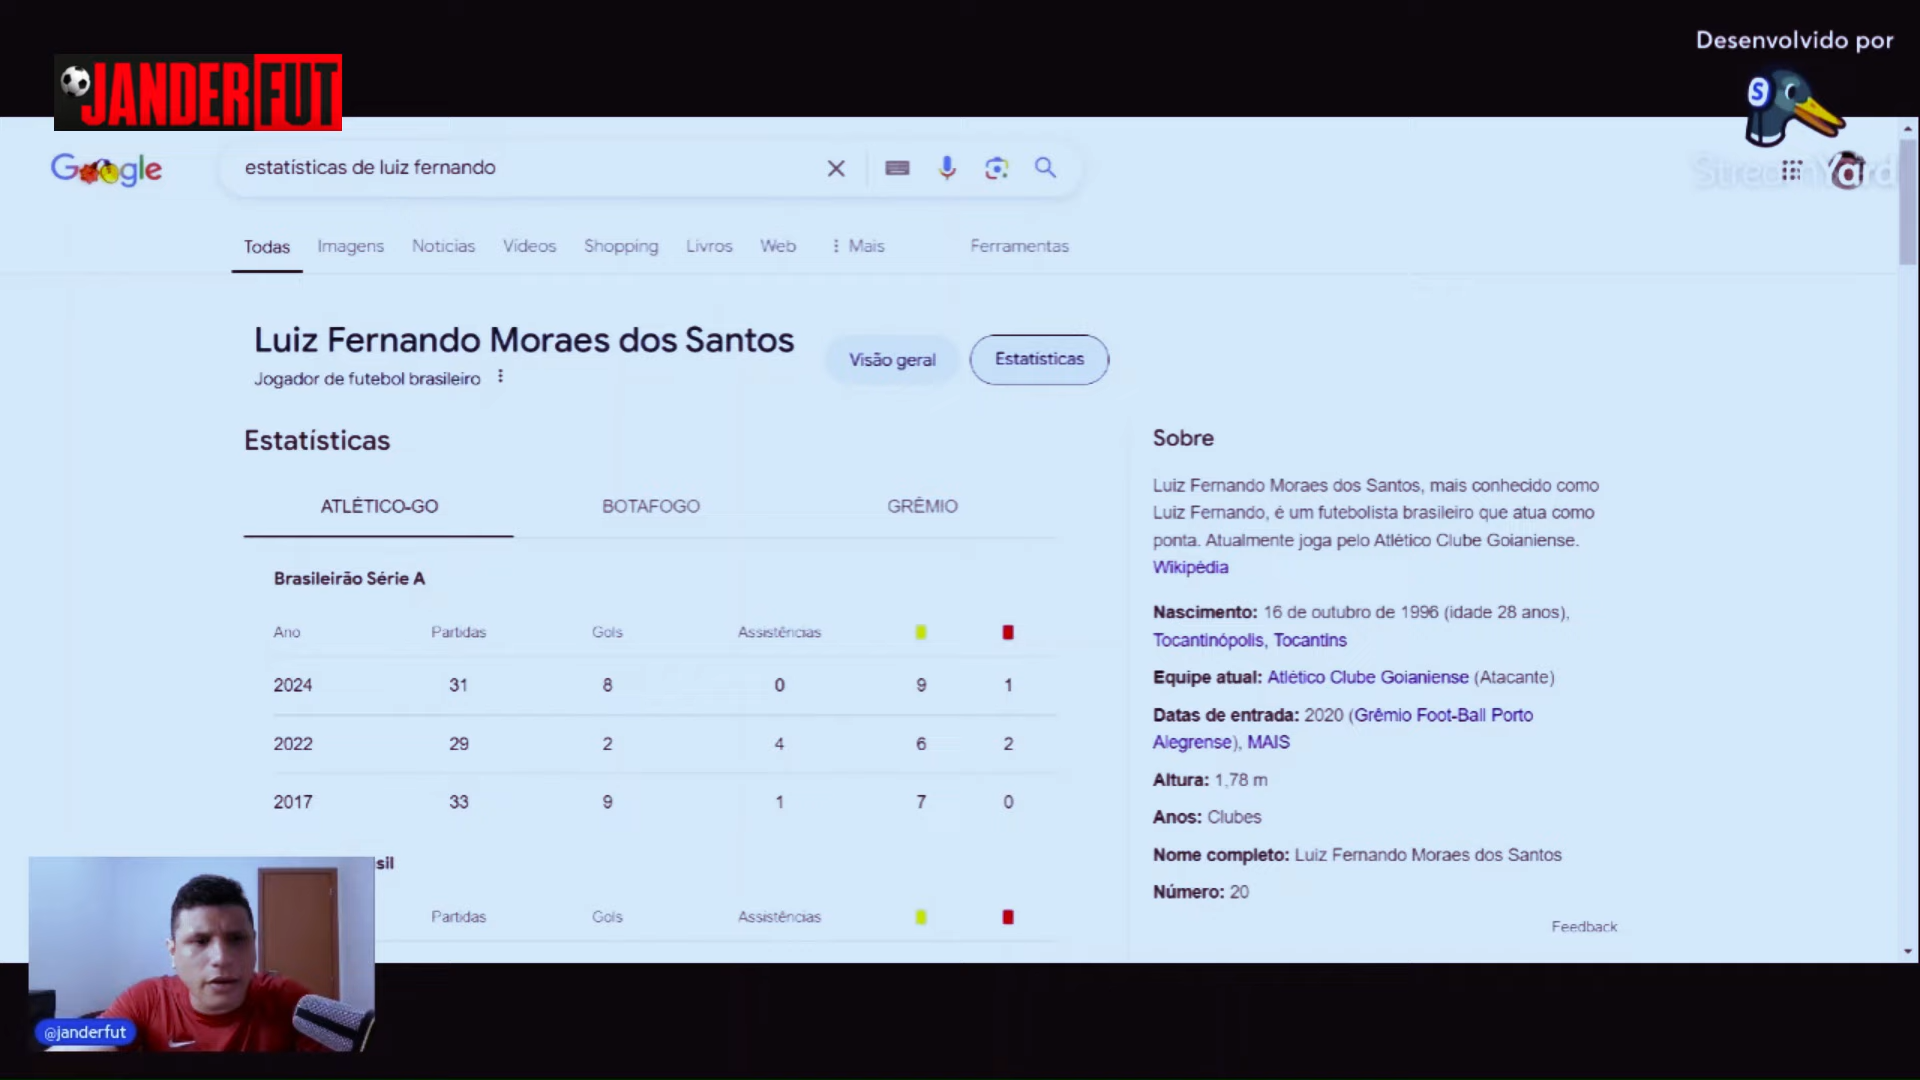 Desenvolvido por
JANDERFUT
S
StreamYard
Google
estatísticas de luiz fernando
Todas Imagens Notícias Vídeos Shopping Livros Web Mais Ferramentas
Luiz Fernando Moraes dos Santos
Jogador de futebol brasileiro
Visão geral
Estatísticas
Estatísticas
ATLÉTICO-GO BOTAFOGO GRÊMIO
Brasileirão Série A
Ano Partidas Gols Assistências
2024 31 8 0 9 1
2022 29 2 4 6 2
2017 33 9 1 7 0
sil
Partidas Gols Assistências
Sobre
Luiz Fernando Moraes dos Santos, mais conhecido como
Luiz Fernando, é um futebolista brasileiro que atua como
ponta. Atualmente joga pelo Atlético Clube Goianiense.
Wikipédia
Nascimento: 16 de outubro de 1996 (idade 28 anos),
Tocantinópolis, Tocantins
Equipe atual: Atlético Clube Goianiense (Atacante)
Datas de entrada: 2020 (Grêmio Foot-Ball Porto
Alegrense), MAIS
Altura: 1,78 m
Anos: Clubes
Nome completo: Luiz Fernando Moraes dos Santos
Número: 20
Feedback
@janderfut